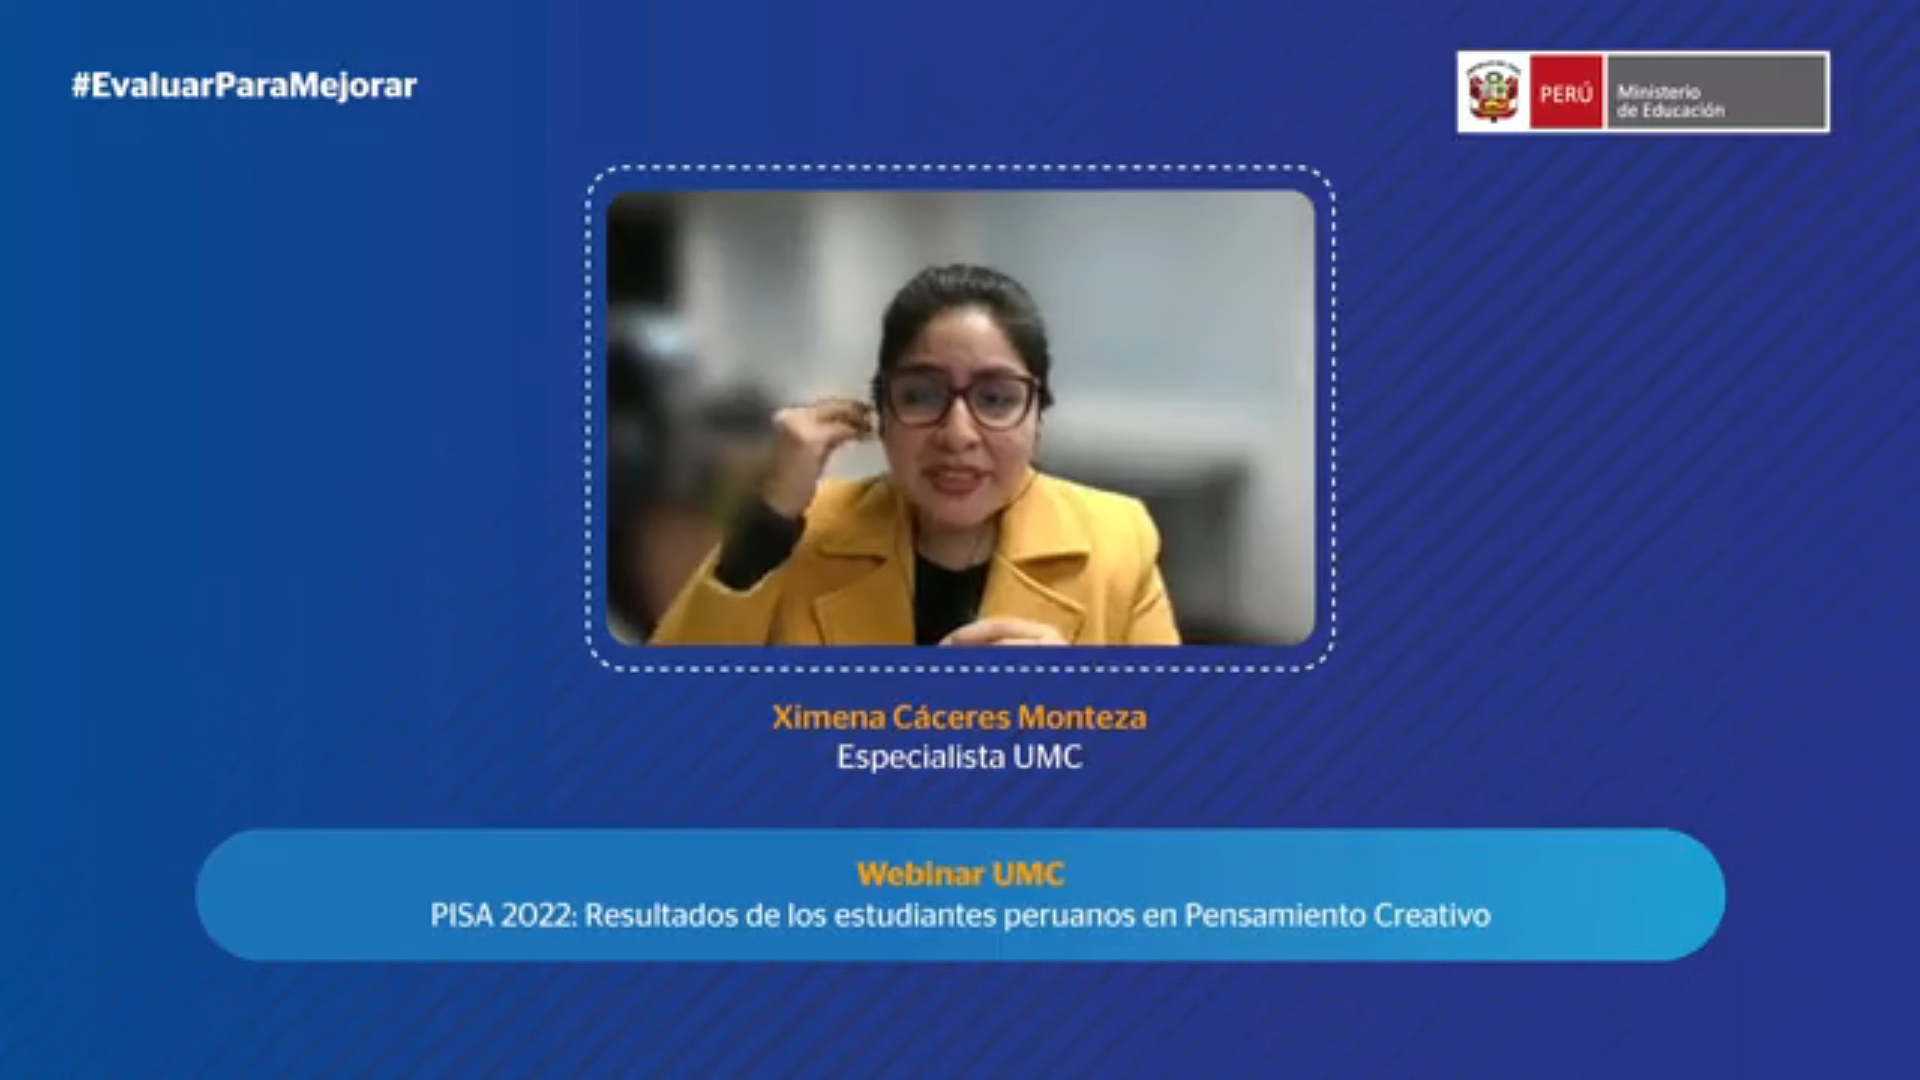 #EvaluarParaMejorar
PERÚ
Ministerio
de Educación
Ximena Cáceres Monteza
Especialista UMC
Webinar UMC
PISA 2022: Resultados de los estudiantes peruanos en Pensamiento Creativo